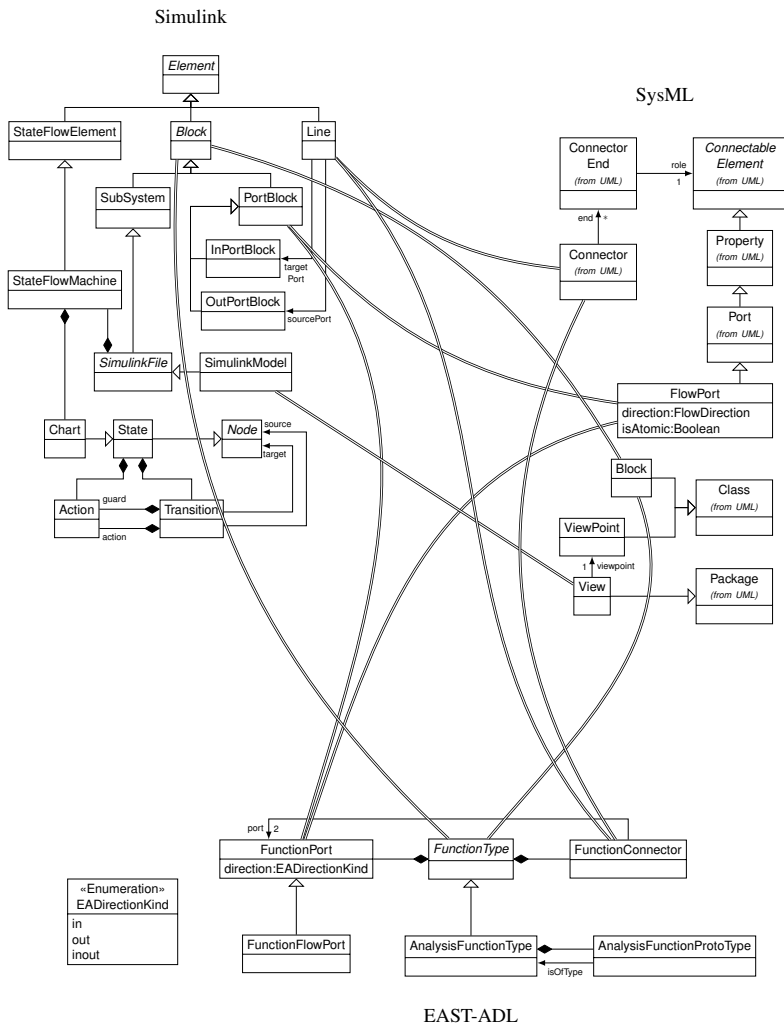 Simulink
Element
SysML
StateFlowElement
Block
Line
Connector
End
(from UML)
role
1
Connectable
Element
(from UML)
SubSystem
PortBlock
end
*
InPortBlock
target
Port
Connector
(from UML)
Property
(from UML)
StateFlowMachine
OutPortBlock
sourcePort
Port
(from UML)
SimulinkFile
SimulinkModel
FlowPort
direction:FlowDirection
isAtomic:Boolean
Chart
State
Node
source
target
Block
Class
(from UML)
Action
guard
action
Transition
ViewPoint
1
viewpoint
View
Package
(from UML)
port
2
FunctionPort
direction:EADirectionKind
FunctionType
FunctionConnector
«Enumeration»
EADirectionKind
in
out
inout
FunctionFlowPort
AnalysisFunctionType
isOfType
AnalysisFunctionProtoType
EAST-ADL